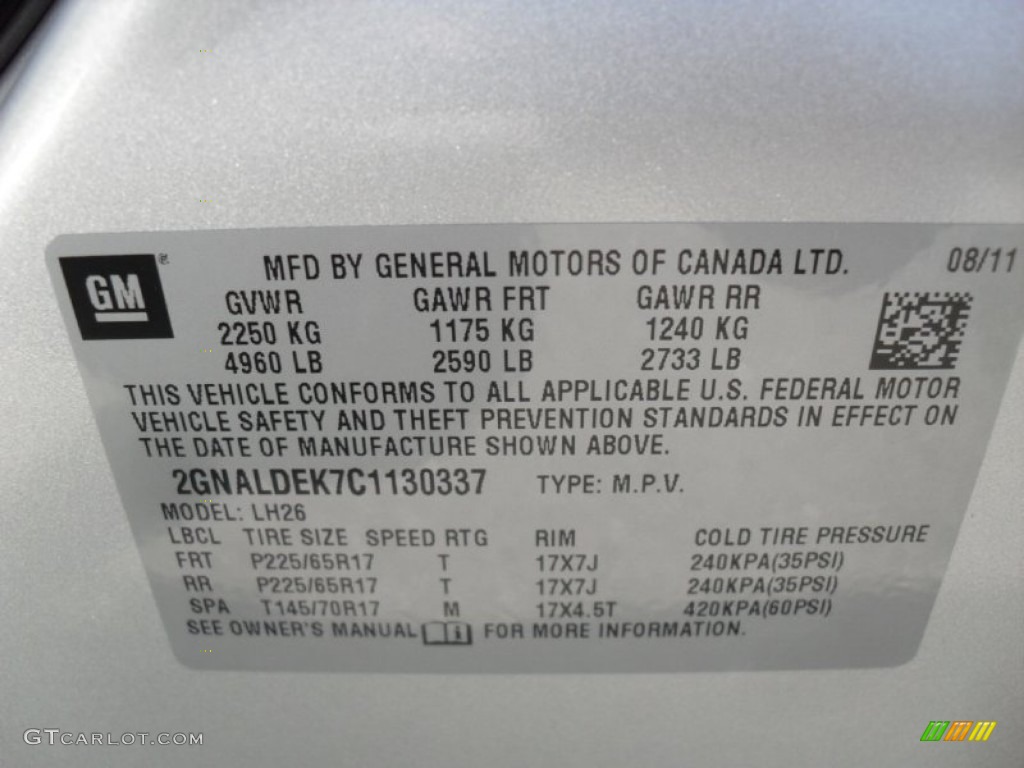 GM® MFD BY GENERAL MOTORS OF CANADA LTD. 08/11
GVWR GAWR FRT GAWR RR
2250 KG 1175 KG 1240 KG
4960 LB 2590 LB 2733 LB
THIS VEHICLE CONFORMS TO ALL APPLICABLE U.S. FEDERAL MOTOR
VEHICLE SAFETY AND THEFT PREVENTION STANDARDS IN EFFECT ON
THE DATE OF MANUFACTURE SHOWN ABOVE.
2GNALDEK7C1130337 TYPE: M.P.V.
MODEL: LH26
LBCL TIRE SIZE SPEED RTG RIM COLD TIRE PRESSURE
FRT P225/65R17 T 17X7J 240KPA(35PSI)
RR P225/65R17 T 17X7J 240KPA(35PSI)
SPA T145/70R17 M 17X4.5T 420KPA(60PSI)
SEE OWNER'S MANUAL FOR MORE INFORMATION.
GTCARLOT.COM